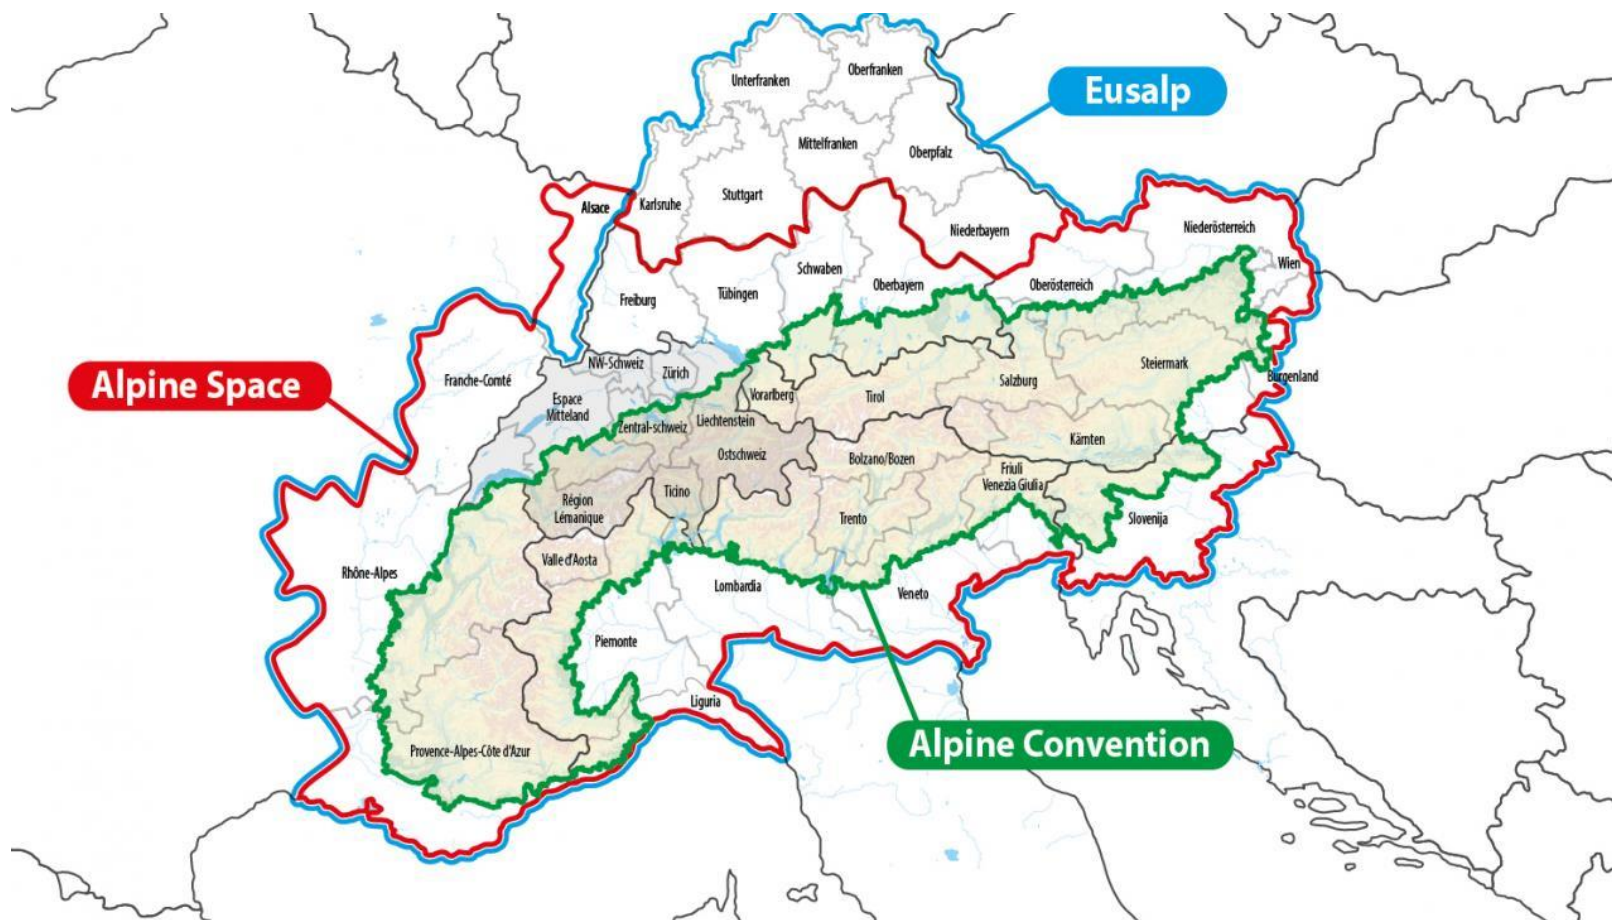 Unterfranken
Oberfranken
Eusalp
Mittelfranken
Oberpfalz
Alsace
Karlsruhe
Stuttgart
Niederbayern
Niederösterreich
Wien
Schwaben
Oberbayern
Oberösterreich
Freiburg
Tübingen
Alpine Space
Franche-Comté
NW-Schweiz
Zürich
Espace
Mitteland
Vorarlberg
Tirol
Salzburg
Steiermark
Burgenland
Zentral-schweiz
Liechtenstein
Ostschweiz
Kärnten
Bolzano/Bozen
Friuli
Venezia Giulia
Région
Lémanique
Ticino
Trento
Slovenija
Rhône-Alpes
Valle d'Aosta
Lombardia
Veneto
Piemonte
Liguria
Provence-Alpes-Côte d'Azur
Alpine Convention